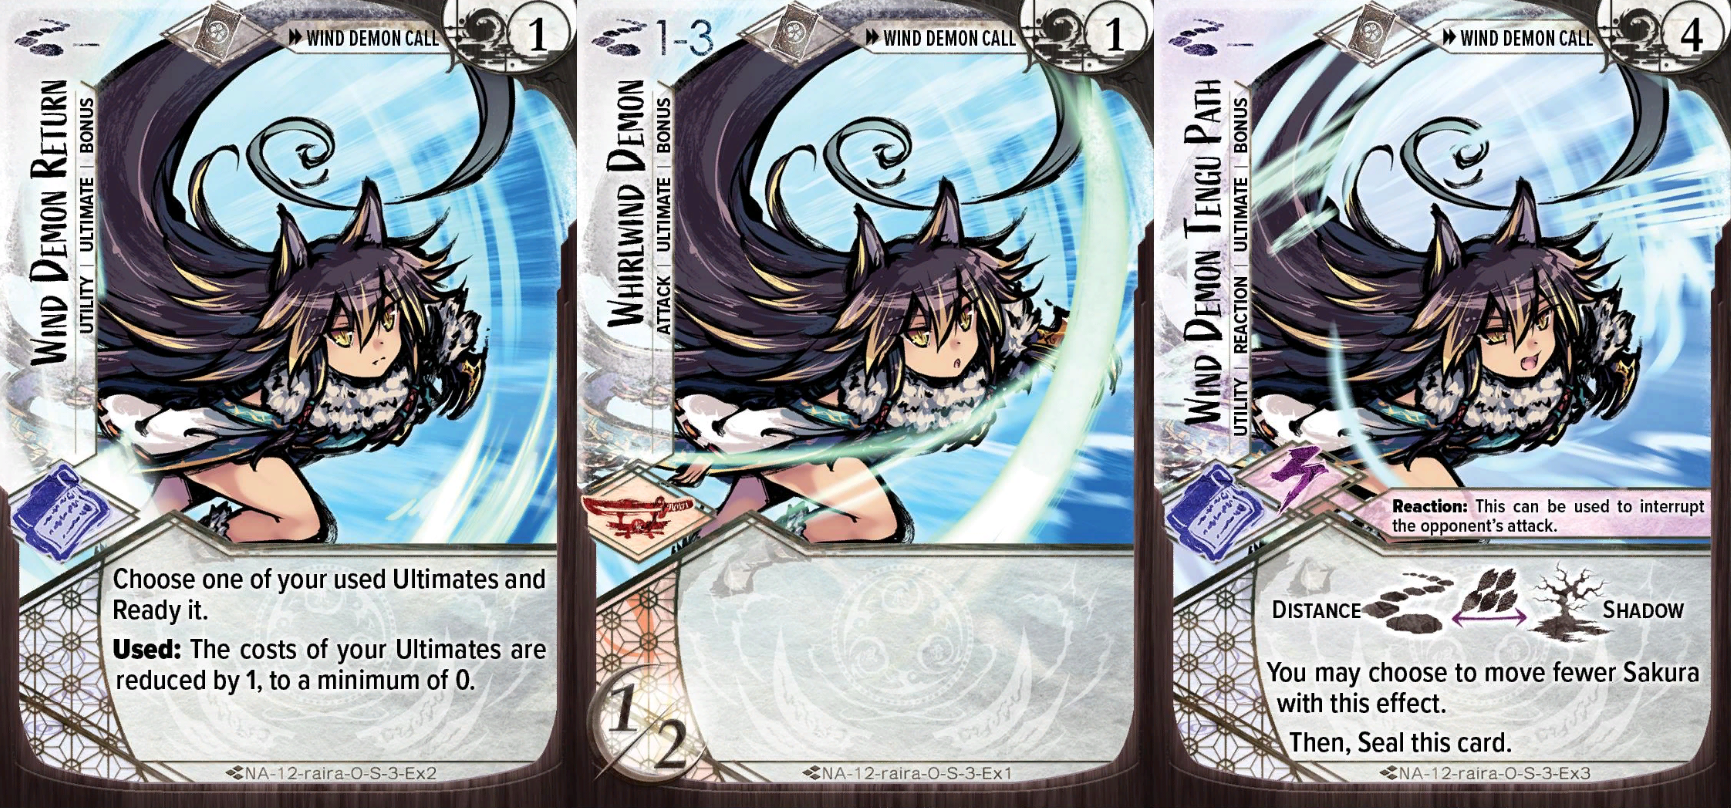 –
WIND DEMON CALL
1
WIND DEMON RETURN
UTILITY | ULTIMATE | BONUS
Choose one of your used Ultimates and
Ready it.
Used: The costs of your Ultimates are
reduced by 1, to a minimum of 0.
NA-12-raira-O-S-3-Ex2
1-3
WIND DEMON CALL
1
WHIRLWIND DEMON
ATTACK | ULTIMATE | BONUS
1/2
NA-12-raira-O-S-3-Ex1
–
WIND DEMON CALL
4
WIND DEMON TENGU PATH
UTILITY | REACTION | ULTIMATE | BONUS
Reaction: This can be used to interrupt
the opponent's attack.
DISTANCE SHADOW
4
You may choose to move fewer Sakura
with this effect.
Then, Seal this card.
NA-12-raira-O-S-3-Ex3